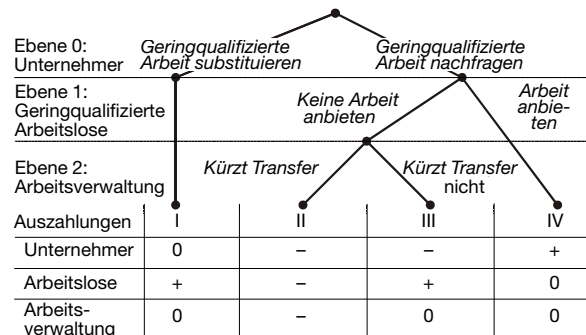 Ebene 0:
Unternehmer
Geringqualifizierte
Arbeit substituieren
Geringqualifizierte
Arbeit nachfragen
Ebene 1:
Geringqualifizierte
Arbeitslose
Keine Arbeit
anbieten
Arbeit
anbie-
ten
Ebene 2:
Arbeitsverwaltung
Kürzt Transfer
Kürzt Transfer
nicht
Auszahlungen I II III IV
Unternehmer 0 – – +
Arbeitslose + – + 0
Arbeits-
verwaltung 0 – 0 0